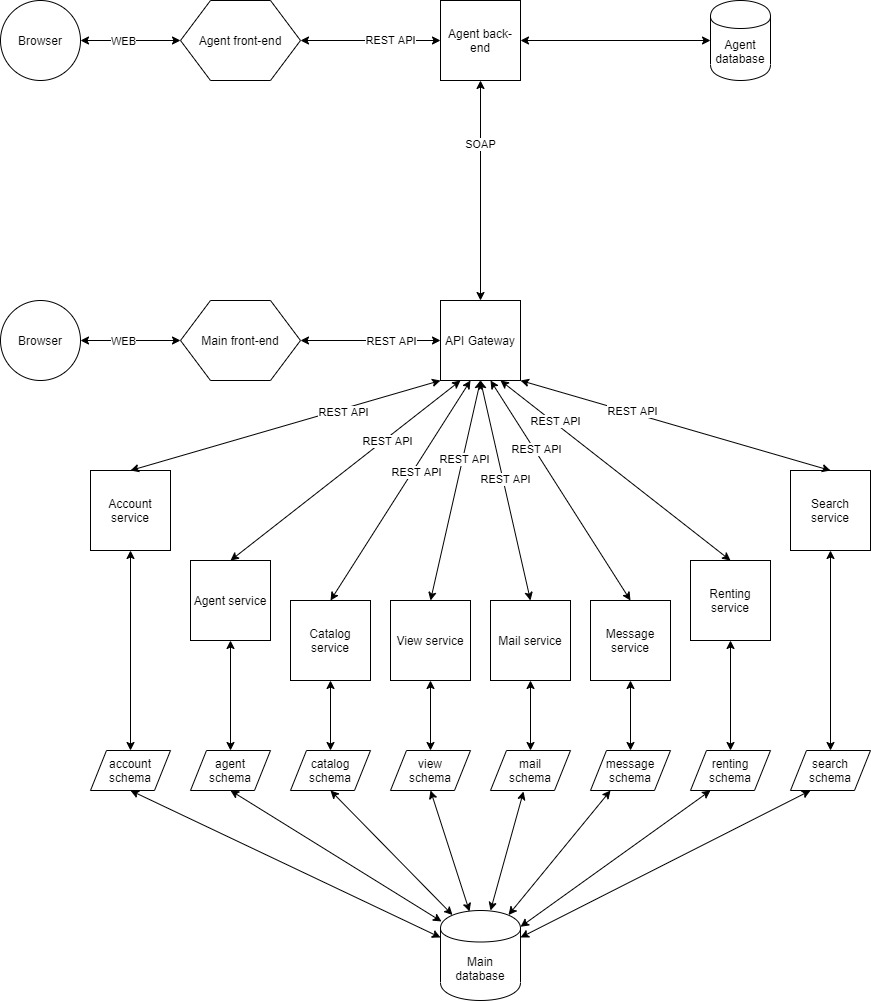 Browser
WEB
Agent front-end
REST API
Agent back-
end
Agent
database
SOAP
Browser
WEB
Main front-end
REST API
API Gateway
REST API
REST API
REST API
REST API
REST API
REST API
REST API
REST API
Account
service
Agent service
Catalog
service
View service
Mail service
Message
service
Renting
service
Search
service
account
schema
agent
schema
catalog
schema
view
schema
mail
schema
message
schema
renting
schema
search
schema
Main
database